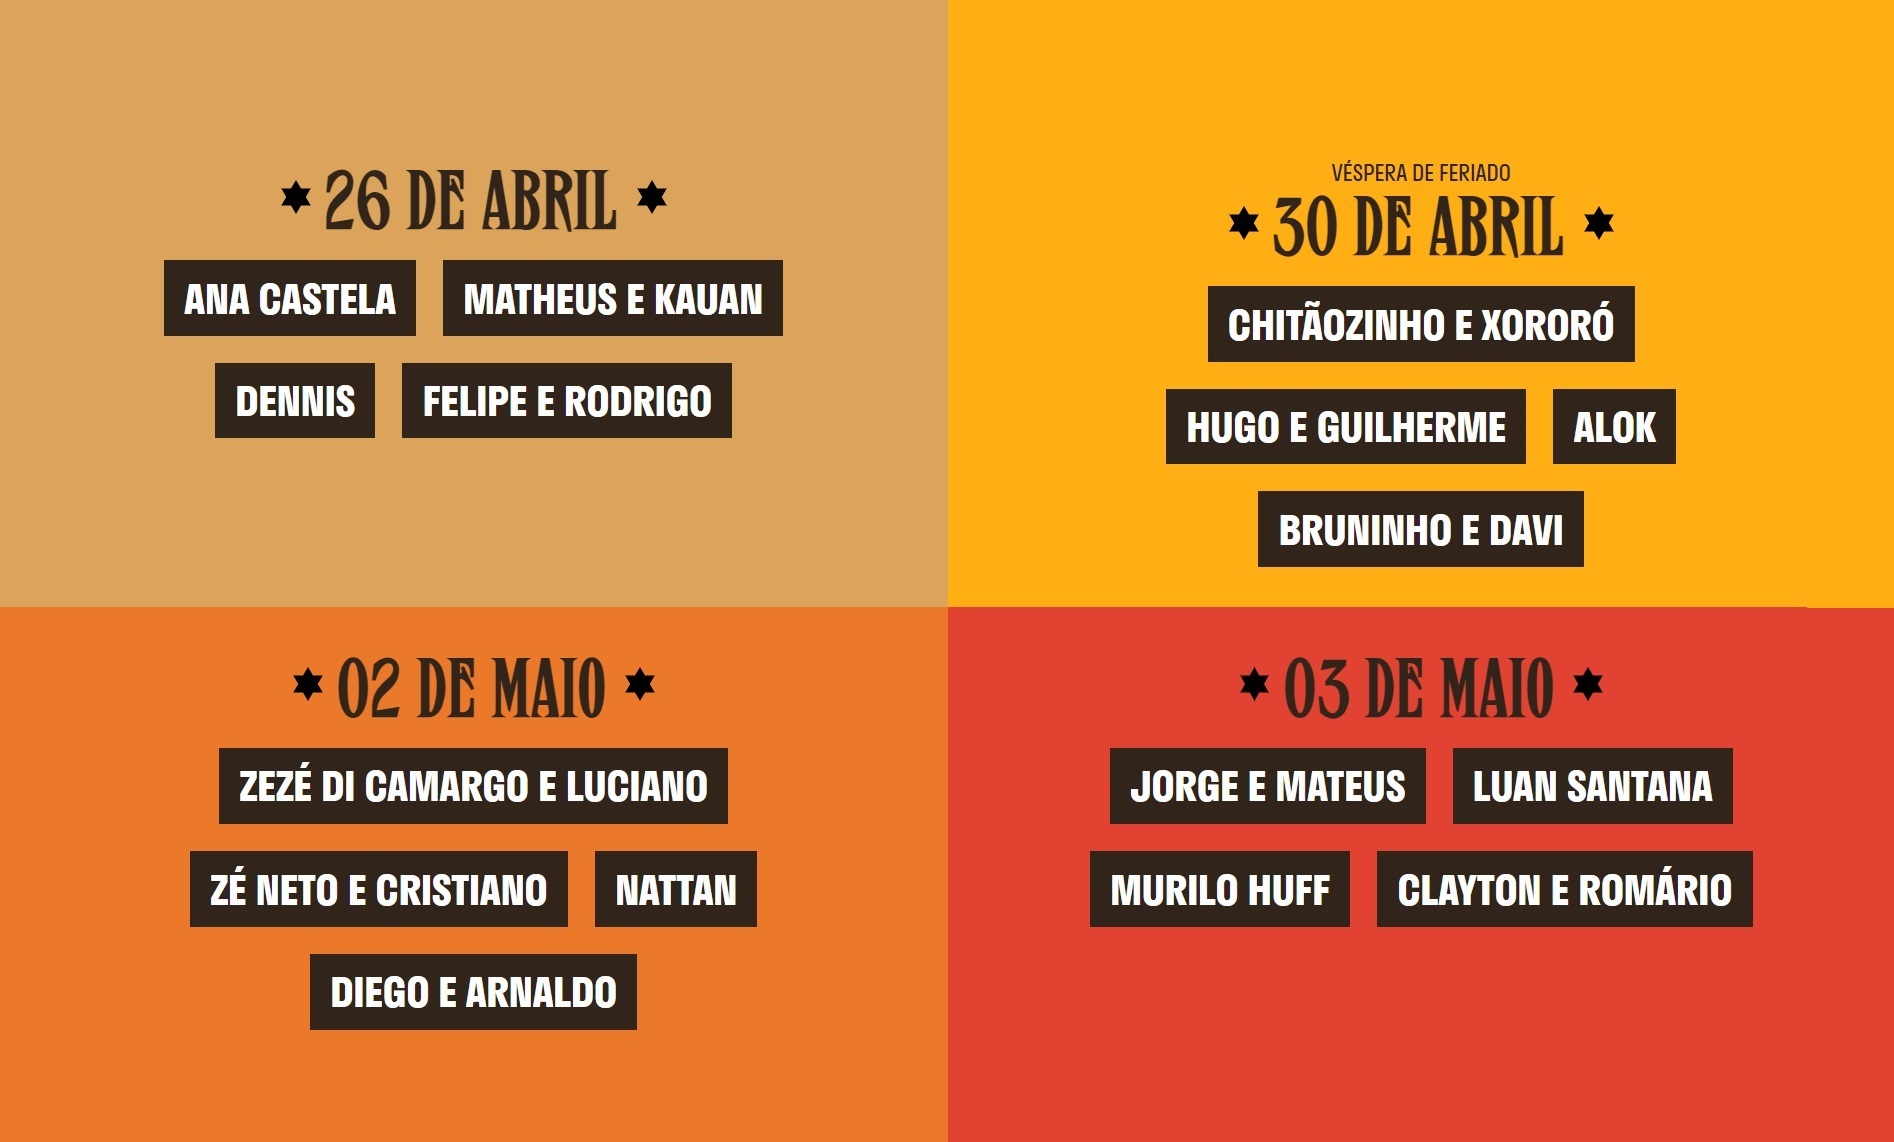 26 DE ABRIL
ANA CASTELA
MATHEUS E KAUAN
DENNIS
FELIPE E RODRIGO
VÉSPERA DE FERIADO
30 DE ABRIL
CHITÃOZINHO E XORORÓ
HUGO E GUILHERME
ALOK
BRUNINHO E DAVI
02 DE MAIO
ZEZÉ DI CAMARGO E LUCIANO
ZÉ NETO E CRISTIANO
NATTAN
DIEGO E ARNALDO
03 DE MAIO
JORGE E MATEUS
LUAN SANTANA
MURILO HUFF
CLAYTON E ROMÁRIO